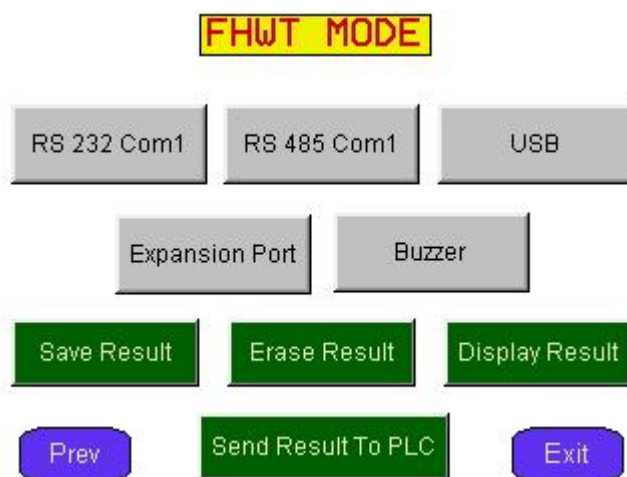 FHWT MODE
RS 232 Com1
RS 485 Com1
USB
Expansion Port
Buzzer
Save Result
Erase Result
Display Result
Prev
Send Result To PLC
Exit